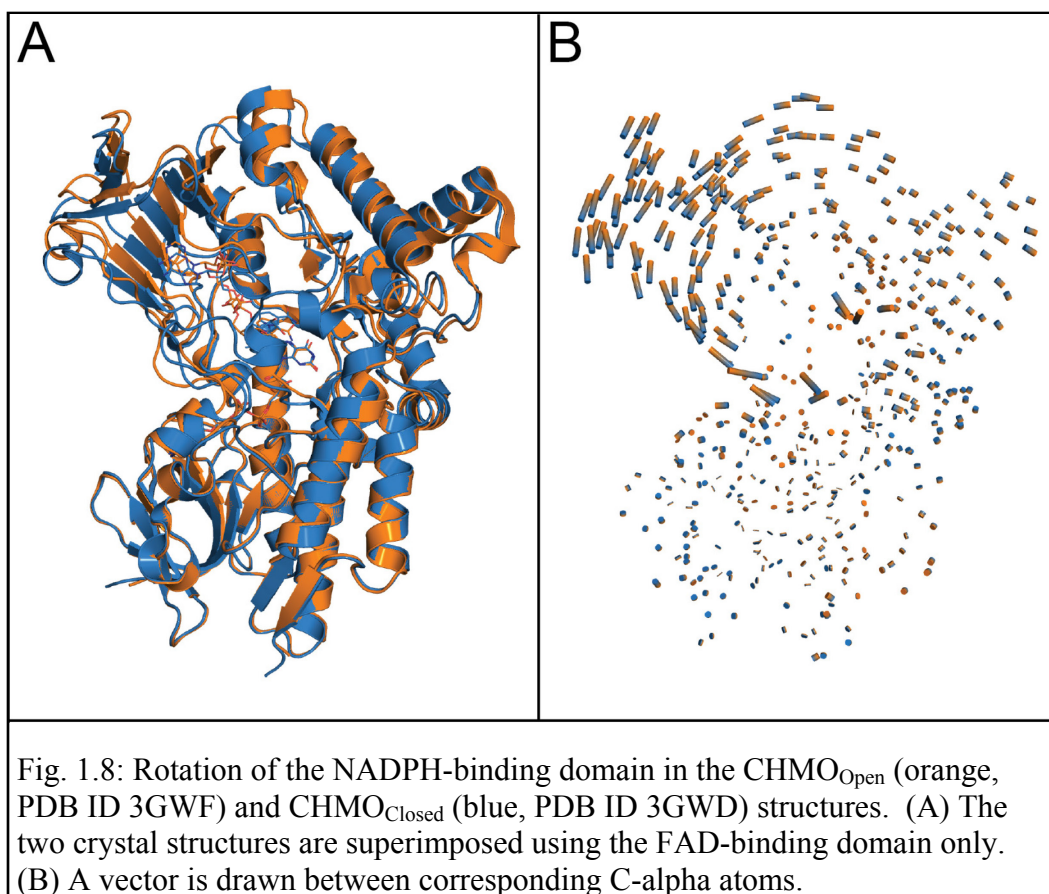 A
B
Fig. 1.8: Rotation of the NADPH-binding domain in the CHMOOpen (orange,
PDB ID 3GWF) and CHMOClosed (blue, PDB ID 3GWD) structures.  (A) The
two crystal structures are superimposed using the FAD-binding domain only.
(B) A vector is drawn between corresponding C-alpha atoms.